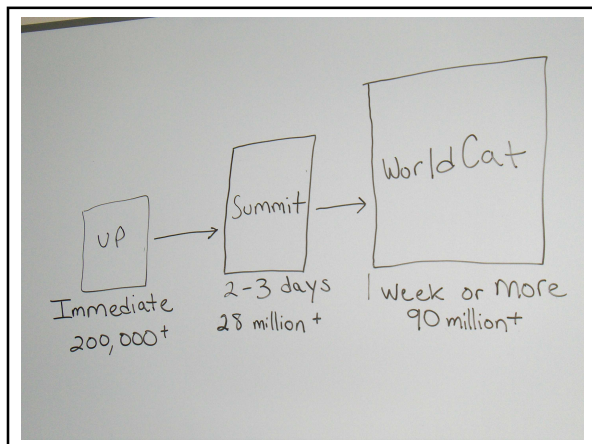 UP
Immediate
200,000+
Summit
2-3 days
28 million+
WorldCat
1 week or more
90 million+